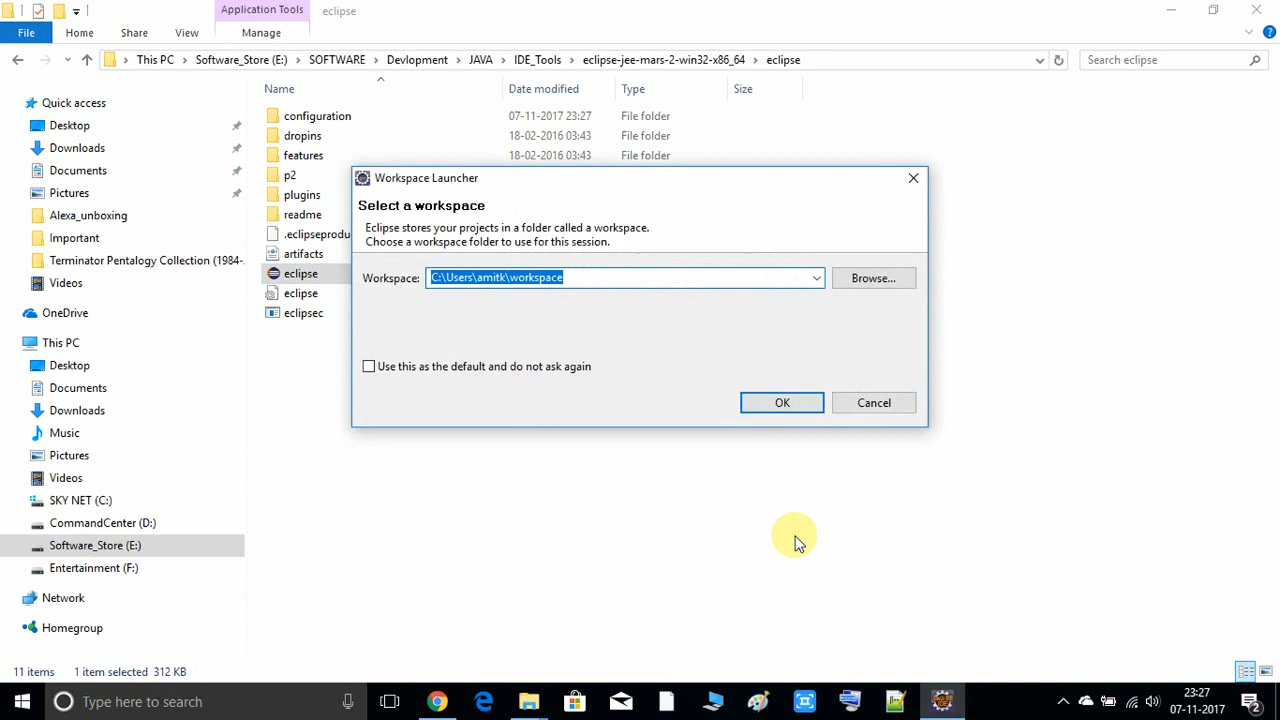 Application Tools
eclipse
File
Home
Share
View
Manage
This PC
Software_Store (E:)
SOFTWARE
Devlopment
JAVA
IDE_Tools
eclipse-jee-mars-2-win32-x86_64
eclipse
Search eclipse
Name
Date modified
Type
Size
Quick access
Desktop
Downloads
Documents
Pictures
Alexa_unboxing
Important
Terminator Pentalogy Collection (1984-
Videos
OneDrive
This PC
Desktop
Documents
Downloads
Music
Pictures
Videos
SKY NET (C:)
CommandCenter (D:)
Software_Store (E:)
Entertainment (F:)
Network
Homegroup
configuration 07-11-2017 23:27 File folder
dropins 18-02-2016 03:43 File folder
features 18-02-2016 03:43 File folder
p2
plugins
readme
.eclipseprodu
artifacts
eclipse
eclipse
eclipsec
Workspace Launcher
Select a workspace
Eclipse stores your projects in a folder called a workspace.
Choose a workspace folder to use for this session.
Workspace: C:\Users\amitk\workspace Browse...
Use this as the default and do not ask again
OK Cancel
11 items 1 item selected 312 KB
Type here to search
23:27
07-11-2017
2